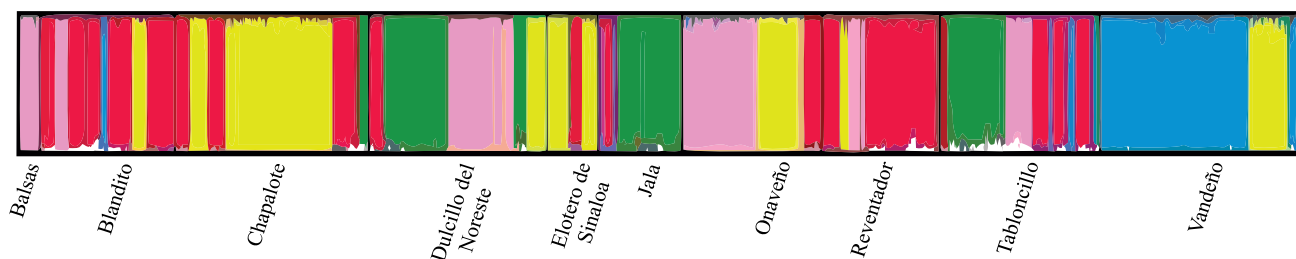 Balsas
Blandito
Chapalote
Dulcillo del
Noreste
Elotero de
Sinaloa
Jala
Onaveño
Reventador
Tabloncillo
Vandeño